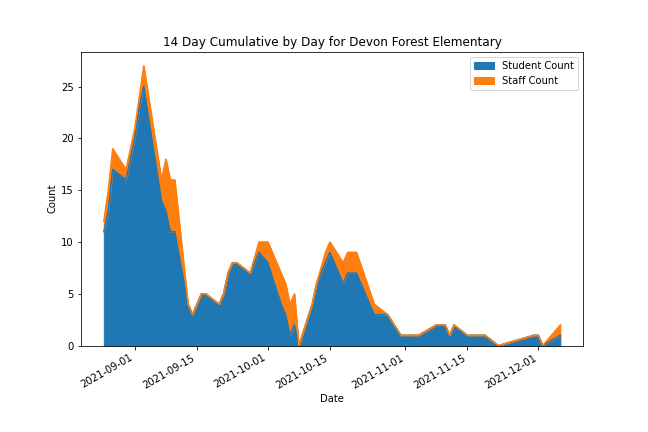 14 Day Cumulative by Day for Devon Forest Elementary
Student Count
Staff Count
25
20
15
10
5
0
Count
2021-09-01
2021-09-15
2021-10-01
2021-10-15
2021-11-01
2021-11-15
2021-12-01
Date